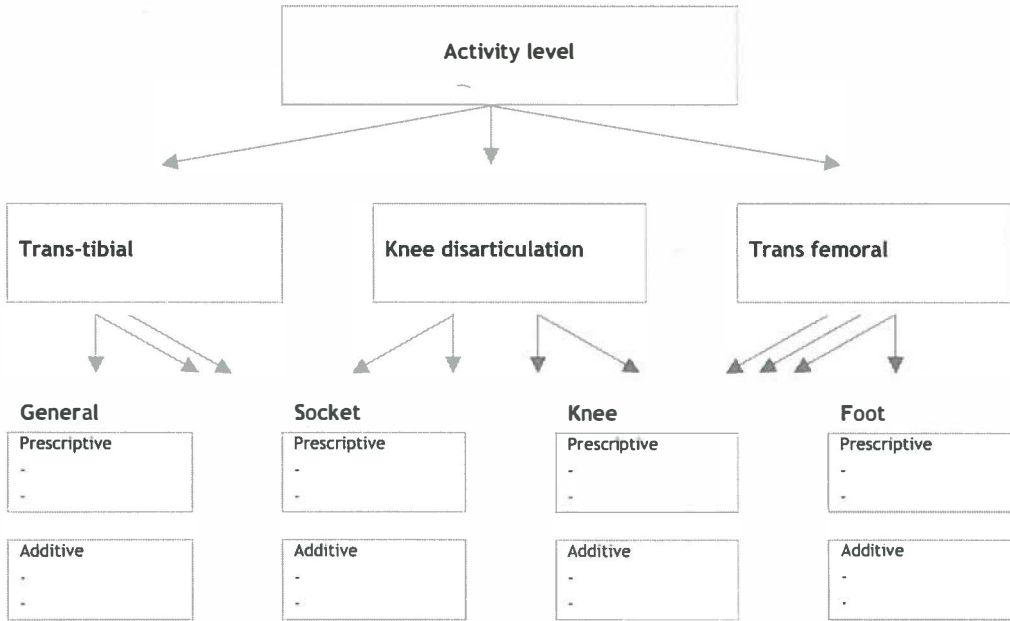 Activity level
Trans-tibial
Knee disarticulation
Trans femoral
General
Prescriptive
-
-
Additive
-
-
Socket
Prescriptive
-
-
Additive
-
-
Knee
Prescriptive
-
-
Additive
-
-
Foot
Prescriptive
-
-
Additive
-
-